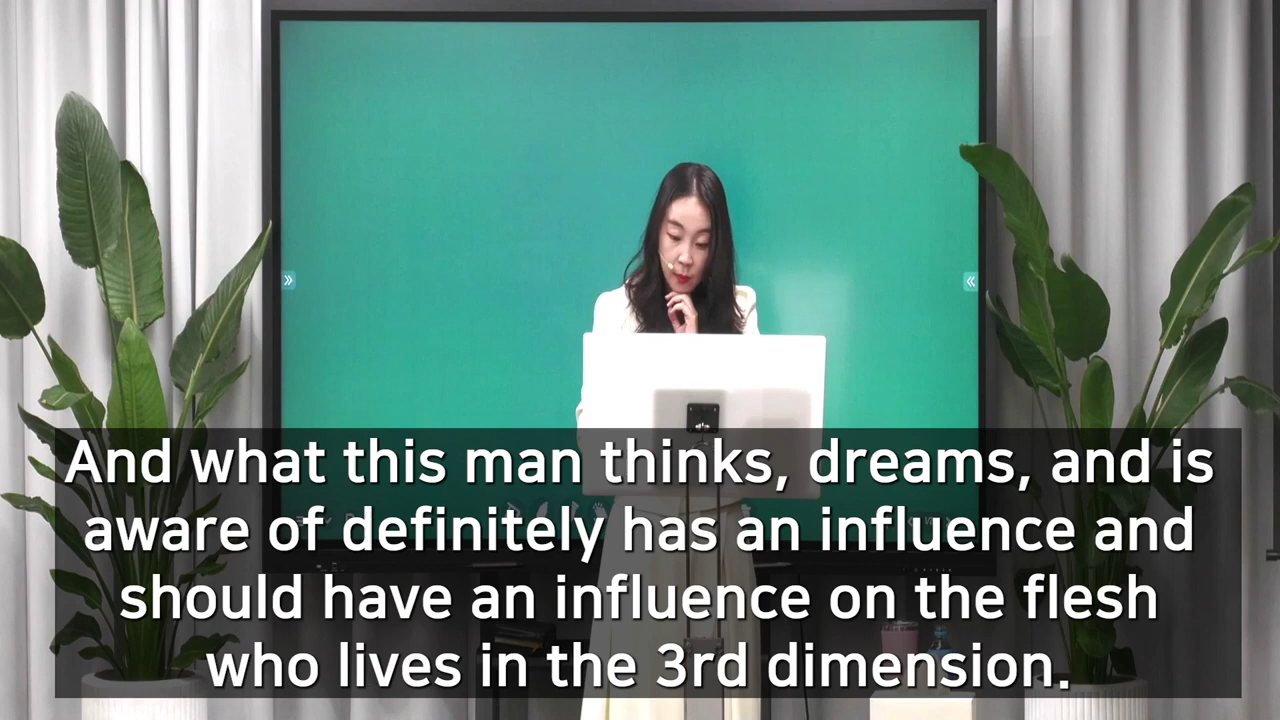 And what this man thinks, dreams, and is
aware of definitely has an influence and
should have an influence on the flesh
who lives in the 3rd dimension.